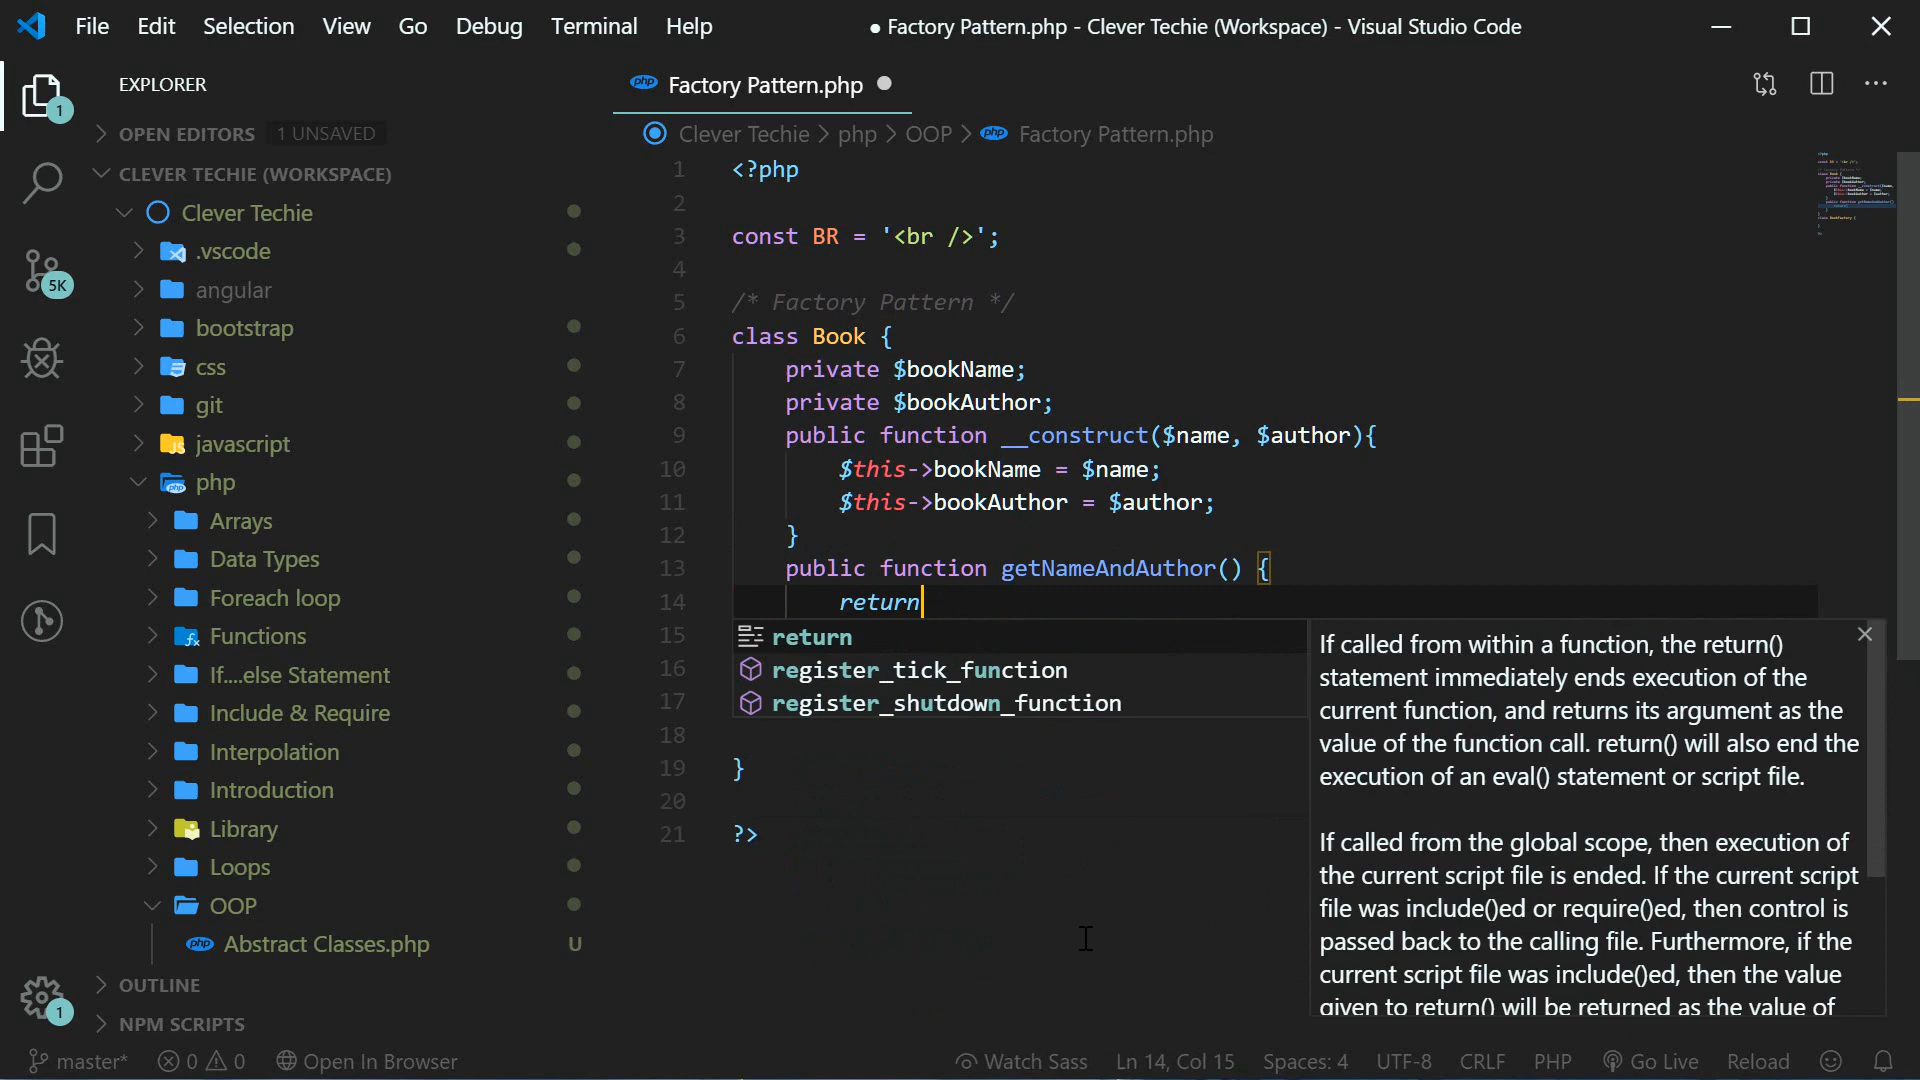 File Edit Selection View Go Debug Terminal Help
● Factory Pattern.php - Clever Techie (Workspace) - Visual Studio Code
1
5K
1
EXPLORER
OPEN EDITORS 1 UNSAVED
CLEVER TECHIE (WORKSPACE)
Clever Techie
.vscode
angular
bootstrap
css
git
javascript
php
Arrays
Data Types
Foreach loop
Functions
If....else Statement
Include & Require
Interpolation
Introduction
Library
Loops
OOP
Abstract Classes.php U
OUTLINE
NPM SCRIPTS
php Factory Pattern.php
Clever Techie > php > OOP > php Factory Pattern.php
1 <?php
2
3 const BR = '<br />';
4
5 /* Factory Pattern */
6 class Book {
7 private $bookName;
8 private $bookAuthor;
9 public function __construct($name, $author){
10 $this->bookName = $name;
11 $this->bookAuthor = $author;
12 }
13 public function getNameAndAuthor() {
14 return
15
16
17
18
19 }
20
21 ?>
return
register_tick_function
register_shutdown_function
If called from within a function, the return()
statement immediately ends execution of the
current function, and returns its argument as the
value of the function call. return() will also end the
execution of an eval() statement or script file.
If called from the global scope, then execution of
the current script file is ended. If the current script
file was include()ed or require()ed, then control is
passed back to the calling file. Furthermore, if the
current script file was include()ed, then the value
given to return() will be returned as the value of
master* 0 0 Open In Browser
Watch Sass Ln 14, Col 15 Spaces: 4 UTF-8 CRLF PHP Go Live Reload